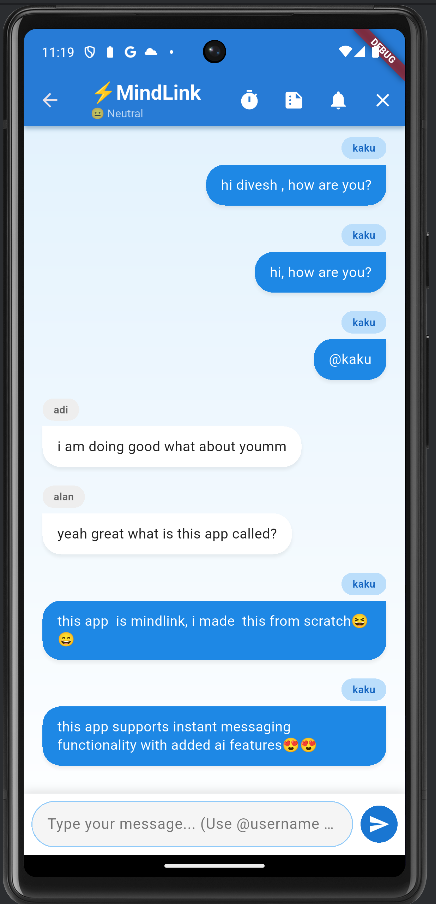 11:19
DEBUG
⚡MindLink
😐 Neutral
kaku
hi divesh , how are you?
kaku
hi, how are you?
kaku
@kaku
adi
i am doing good what about youmm
alan
yeah great what is this app called?
kaku
this app  is mindlink, i made  this from scratch😆
😄
kaku
this app supports instant messaging
functionality with added ai features😍😍
Type your message... (Use @username ...